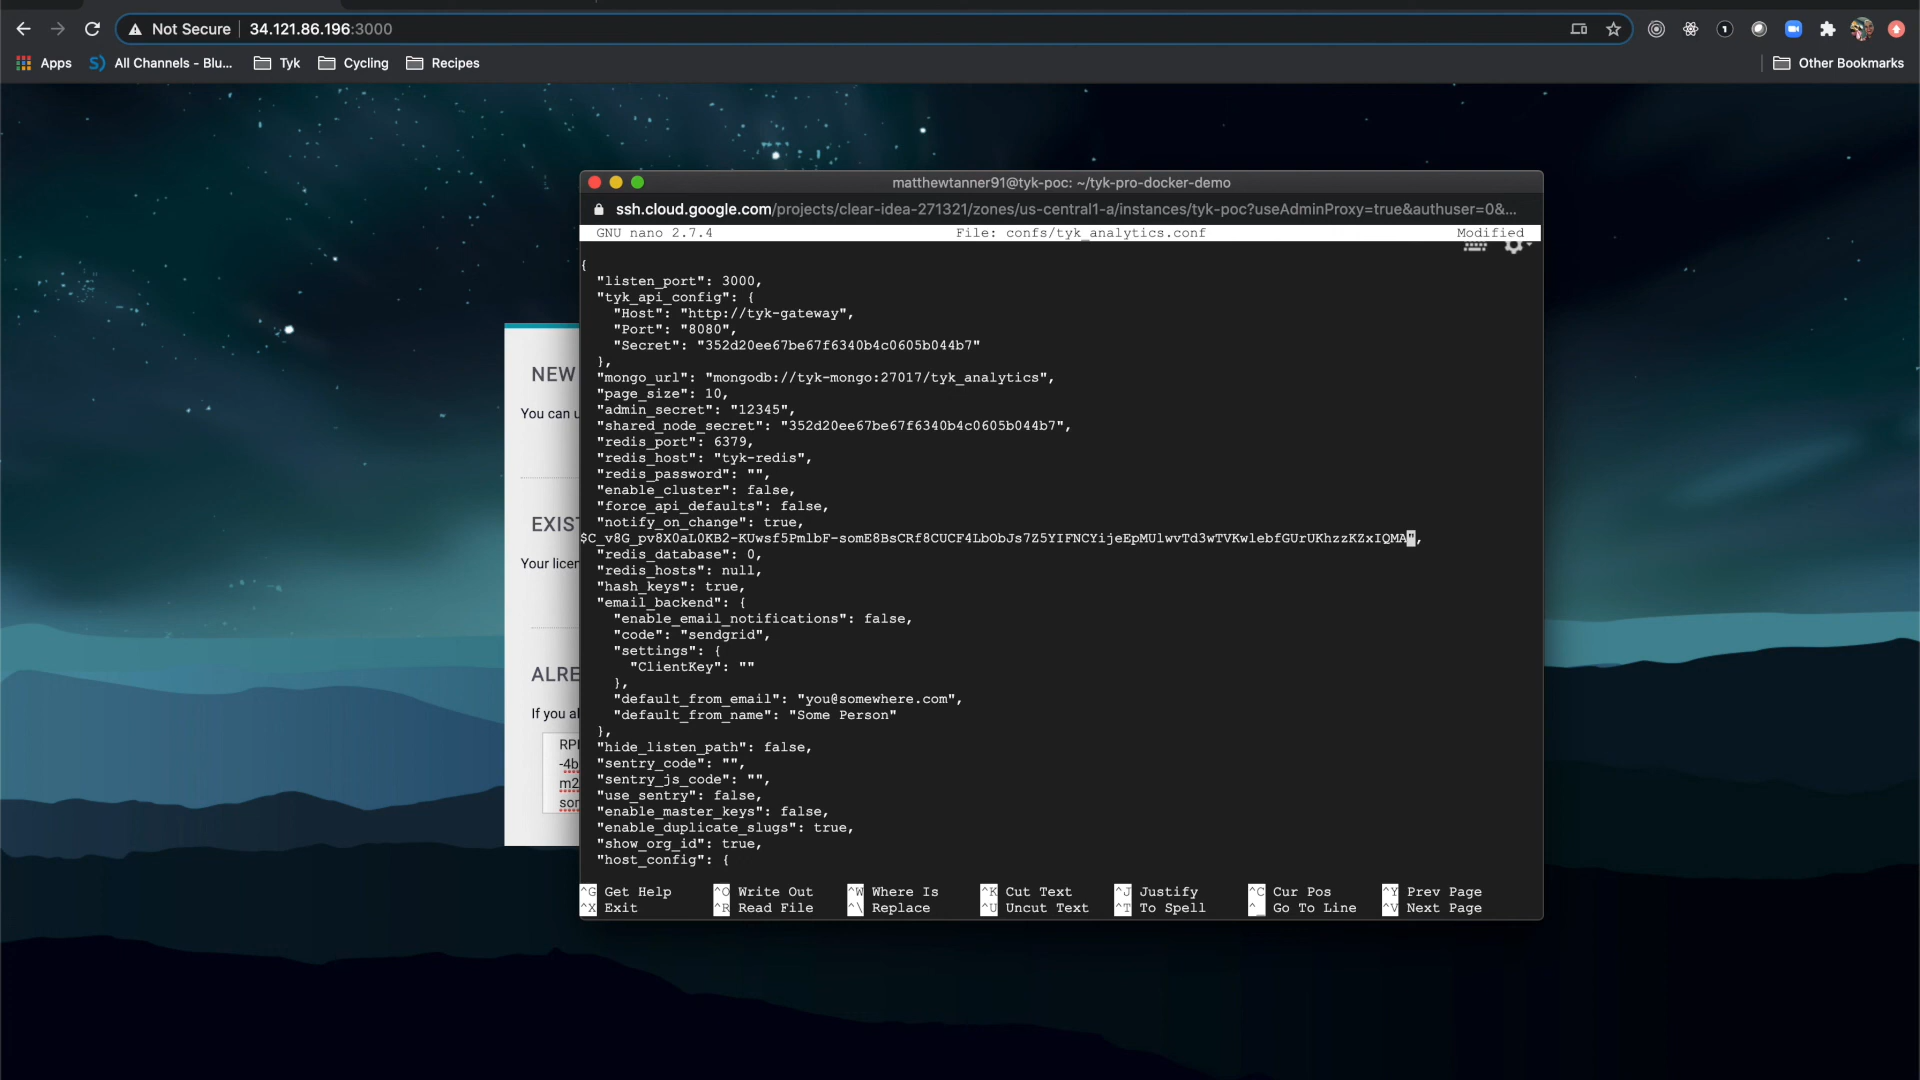 Not Secure 34.121.86.196:3000
Apps All Channels - Blu... Tyk Cycling Recipes Other Bookmarks
matthewtanner91@tyk-poc: ~/tyk-pro-docker-demo
ssh.cloud.google.com/projects/clear-idea-271321/zones/us-central1-a/instances/tyk-poc?useAdminProxy=true&authuser=0&...
GNU nano 2.7.4 File: confs/tyk_analytics.conf Modified
{
"listen_port": 3000,
"tyk_api_config": {
"Host": "http://tyk-gateway",
"Port": "8080",
"Secret": "352d20ee67be67f6340b4c0605b044b7"
},
"mongo_url": "mongodb://tyk-mongo:27017/tyk_analytics",
"page_size": 10,
"admin_secret": "12345",
"shared_node_secret": "352d20ee67be67f6340b4c0605b044b7",
"redis_port": 6379,
"redis_host": "tyk-redis",
"redis_password": "",
"enable_cluster": false,
"force_api_defaults": false,
"notify_on_change": true,
$C_v8G_pv8X0aL0KB2-KUwsf5PmlbF-somE8BsCRf8CUCF4LbObJs7Z5YIFNCYijeEpMUlwvTd3wTVKwlebfGUrUKhzzKZxIQMA",
"redis_database": 0,
"redis_hosts": null,
"hash_keys": true,
"email_backend": {
"enable_email_notifications": false,
"code": "sendgrid",
"settings": {
"ClientKey": ""
},
"default_from_email": "you@somewhere.com",
"default_from_name": "Some Person"
},
"hide_listen_path": false,
"sentry_code": "",
"sentry_js_code": "",
"use_sentry": false,
"enable_master_keys": false,
"enable_duplicate_slugs": true,
"show_org_id": true,
"host_config": {
^G Get Help ^O Write Out ^W Where Is ^K Cut Text ^J Justify ^C Cur Pos ^Y Prev Page
^X Exit ^R Read File ^\ Replace ^U Uncut Text ^T To Spell ^_ Go To Line ^V Next Page
NEW
You can u
EXIST
Your licen
ALRE
If you al
RPI
-4b
m2
sor